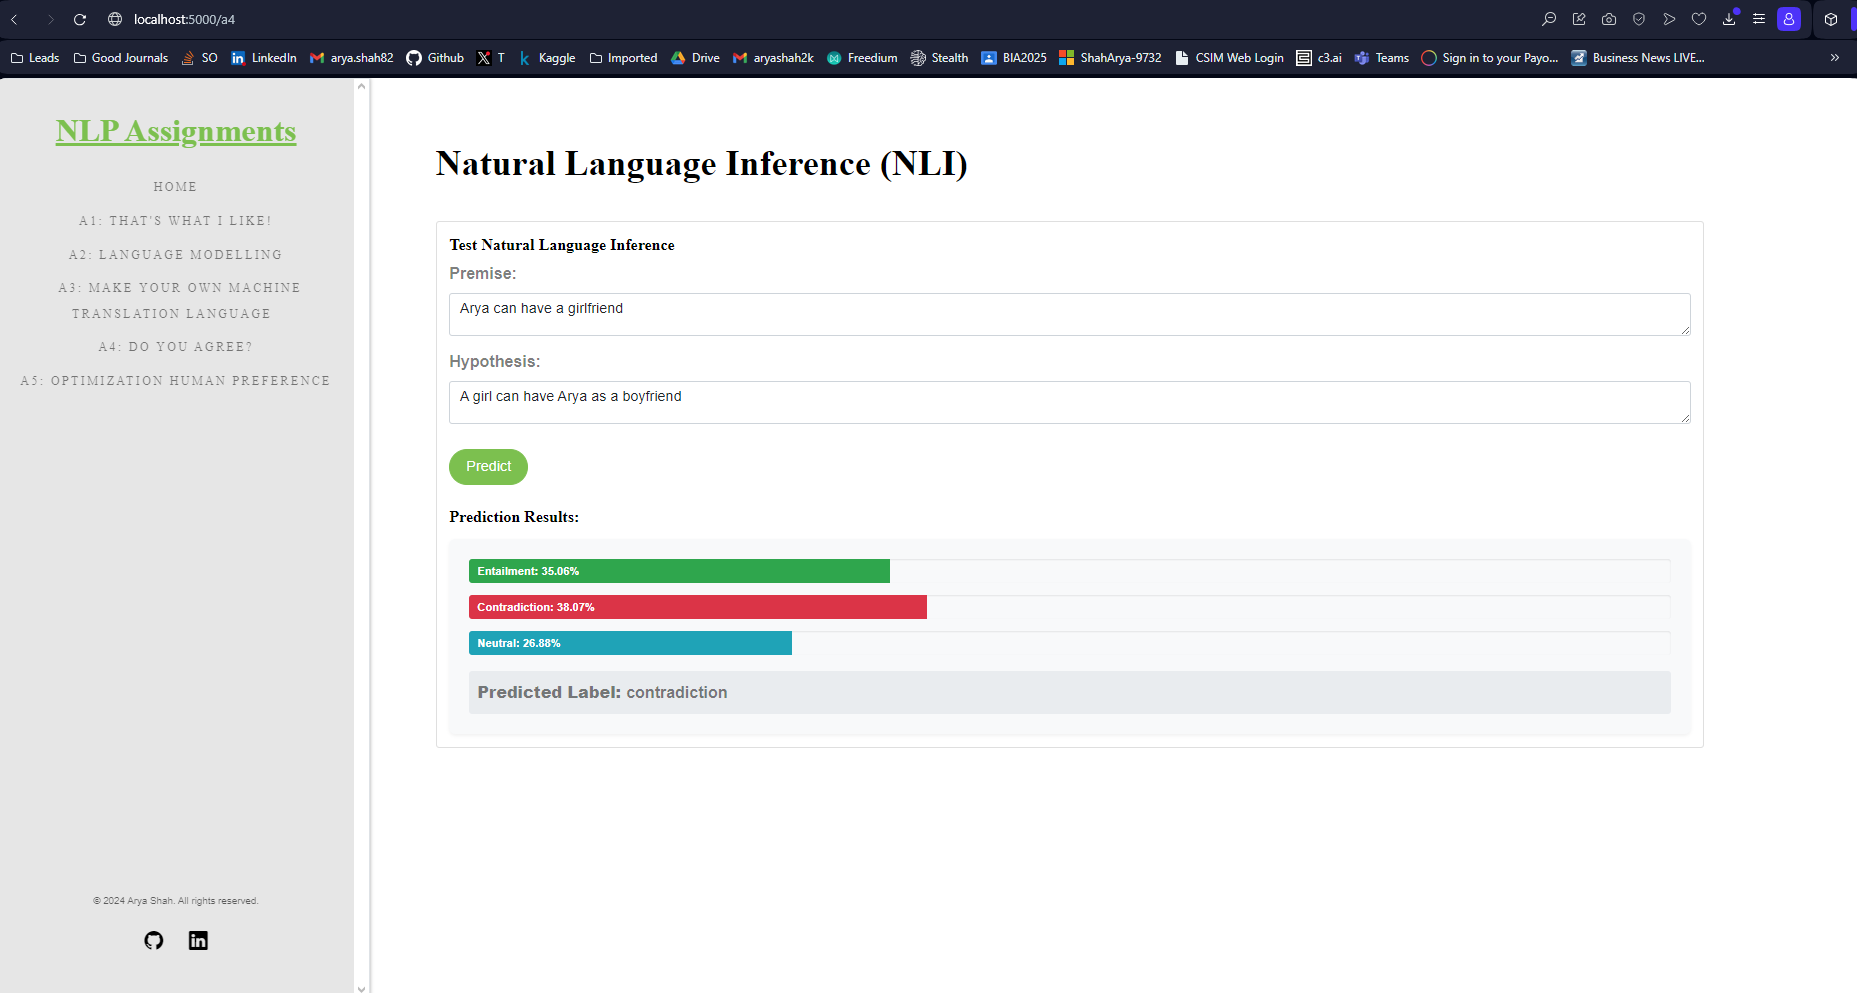 localhost:5000/a4
Leads Good Journals SO LinkedIn arya.shah82 Github T Kaggle Imported Drive aryashah2k Freedium Stealth BIA2025 ShahArya-9732 CSIM Web Login c3.ai Teams Sign in to your Payo... Business News LIVE...
NLP Assignments
HOME
A1: THAT'S WHAT I LIKE!
A2: LANGUAGE MODELLING
A3: MAKE YOUR OWN MACHINE
TRANSLATION LANGUAGE
A4: DO YOU AGREE?
A5: OPTIMIZATION HUMAN PREFERENCE
© 2024 Arya Shah. All rights reserved.
Natural Language Inference (NLI)
Test Natural Language Inference
Premise:
Arya can have a girlfriend
Hypothesis:
A girl can have Arya as a boyfriend
Predict
Prediction Results:
Entailment: 35.06%
Contradiction: 38.07%
Neutral: 26.88%
Predicted Label: contradiction